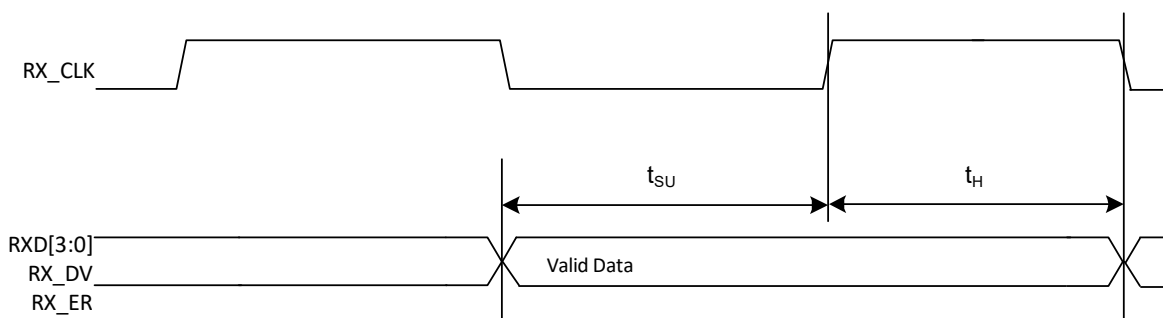 RX_CLK
tSU
tH
RXD[3:0]
RX_DV
Valid Data
RX_ER